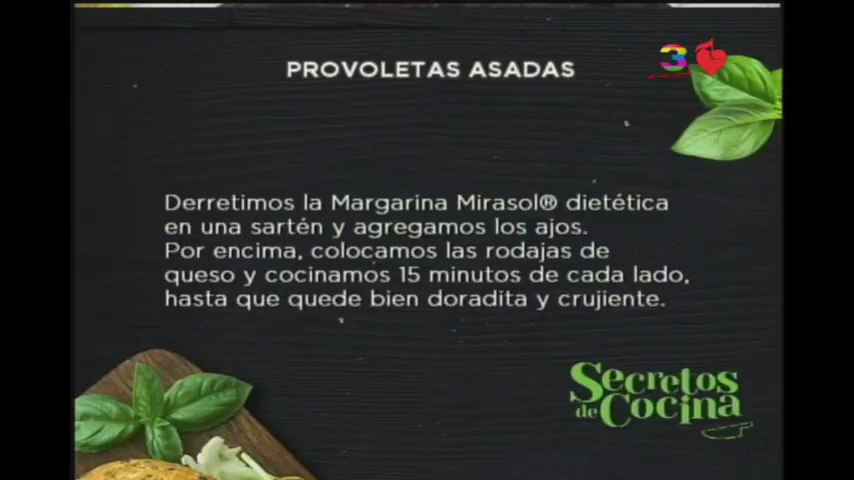 PROVOLETAS ASADAS
3
Derretimos la Margarina Mirasol® dietética
en una sartén y agregamos los ajos.
Por encima, colocamos las rodajas de
queso y cocinamos 15 minutos de cada lado,
hasta que quede bien doradita y crujiente.
Secretos
de Cocina